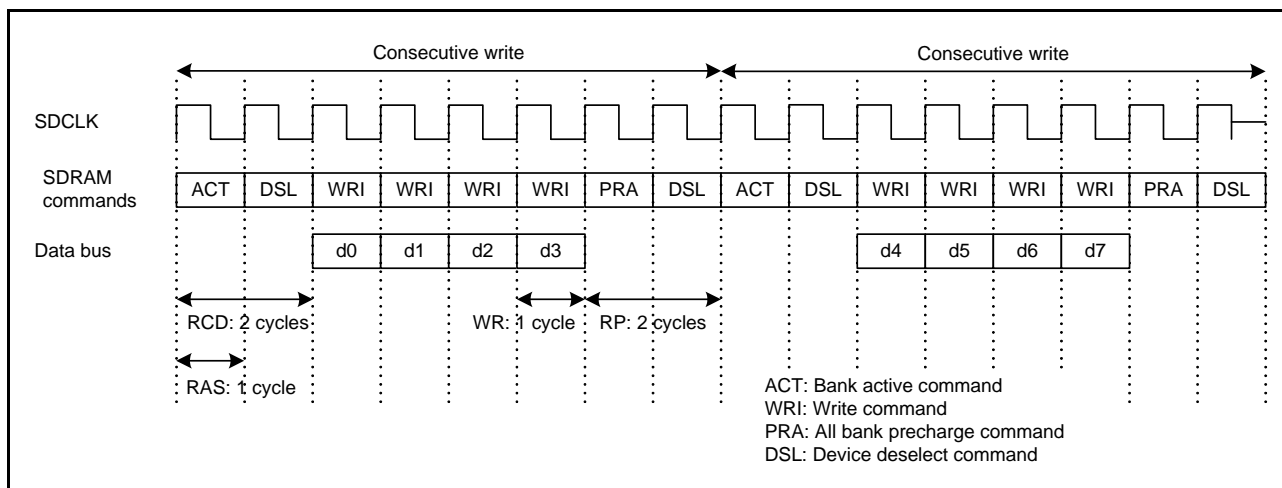 Consecutive write Consecutive write
SDCLK
SDRAM
commands
ACT DSL WRI WRI WRI WRI PRA DSL ACT DSL WRI WRI WRI WRI PRA DSL
Data bus d0 d1 d2 d3 d4 d5 d6 d7
RCD: 2 cycles WR: 1 cycle RP: 2 cycles
RAS: 1 cycle
ACT: Bank active command
WRI: Write command
PRA: All bank precharge command
DSL: Device deselect command